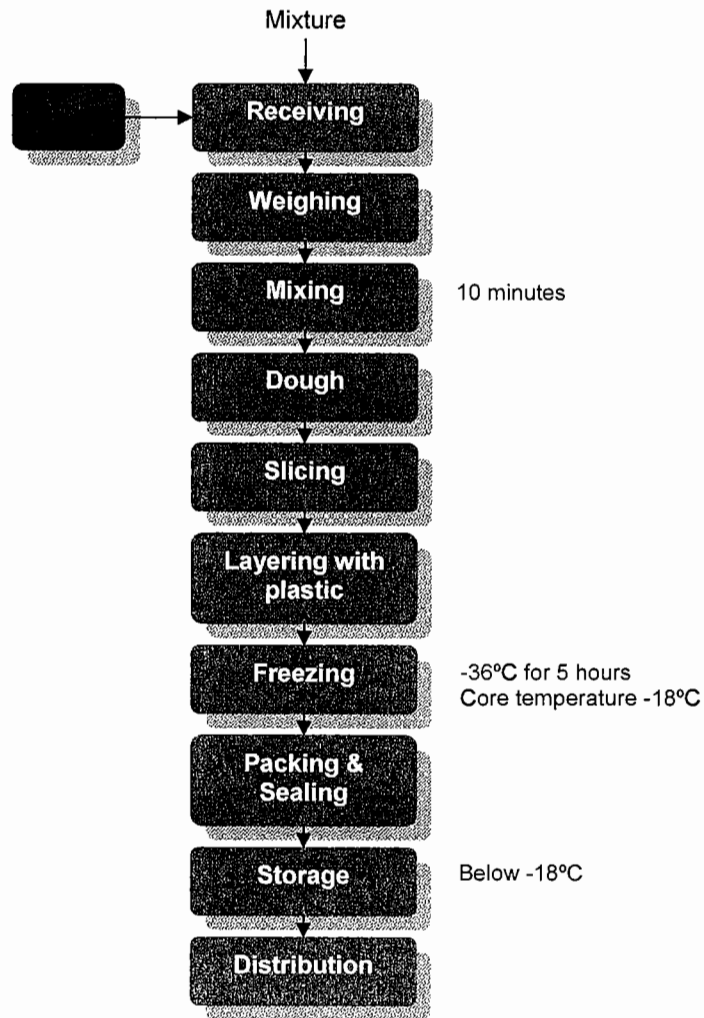 Mixture
Receiving
Weighing
Mixing
10 minutes
Dough
Slicing
Layering with
plastic
Freezing
-36ºC for 5 hours
Core temperature -18ºC
Packing &
Sealing
Storage
Below -18ºC
Distribution